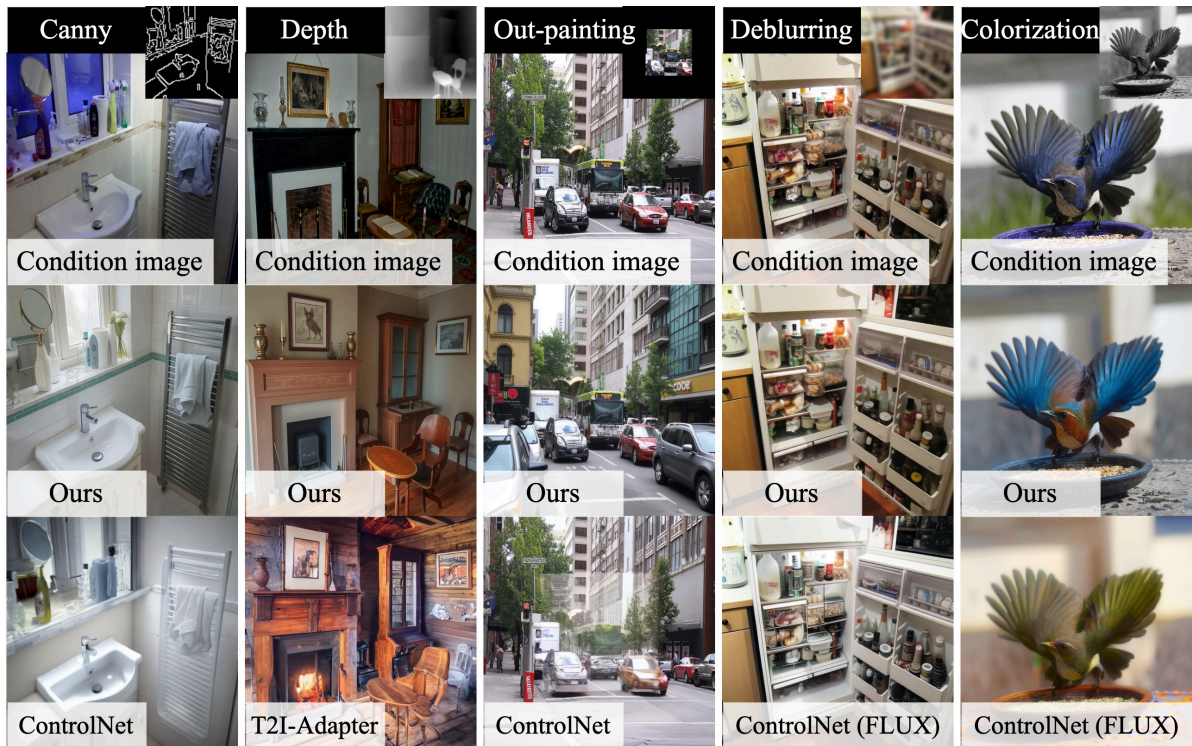 Canny
Depth
Out-painting
Deblurring
Colorization
Condition image
Condition image
Condition image
Condition image
Condition image
Ours
Ours
Ours
Ours
Ours
ControlNet
T2I-Adapter
ControlNet
ControlNet (FLUX)
ControlNet (FLUX)